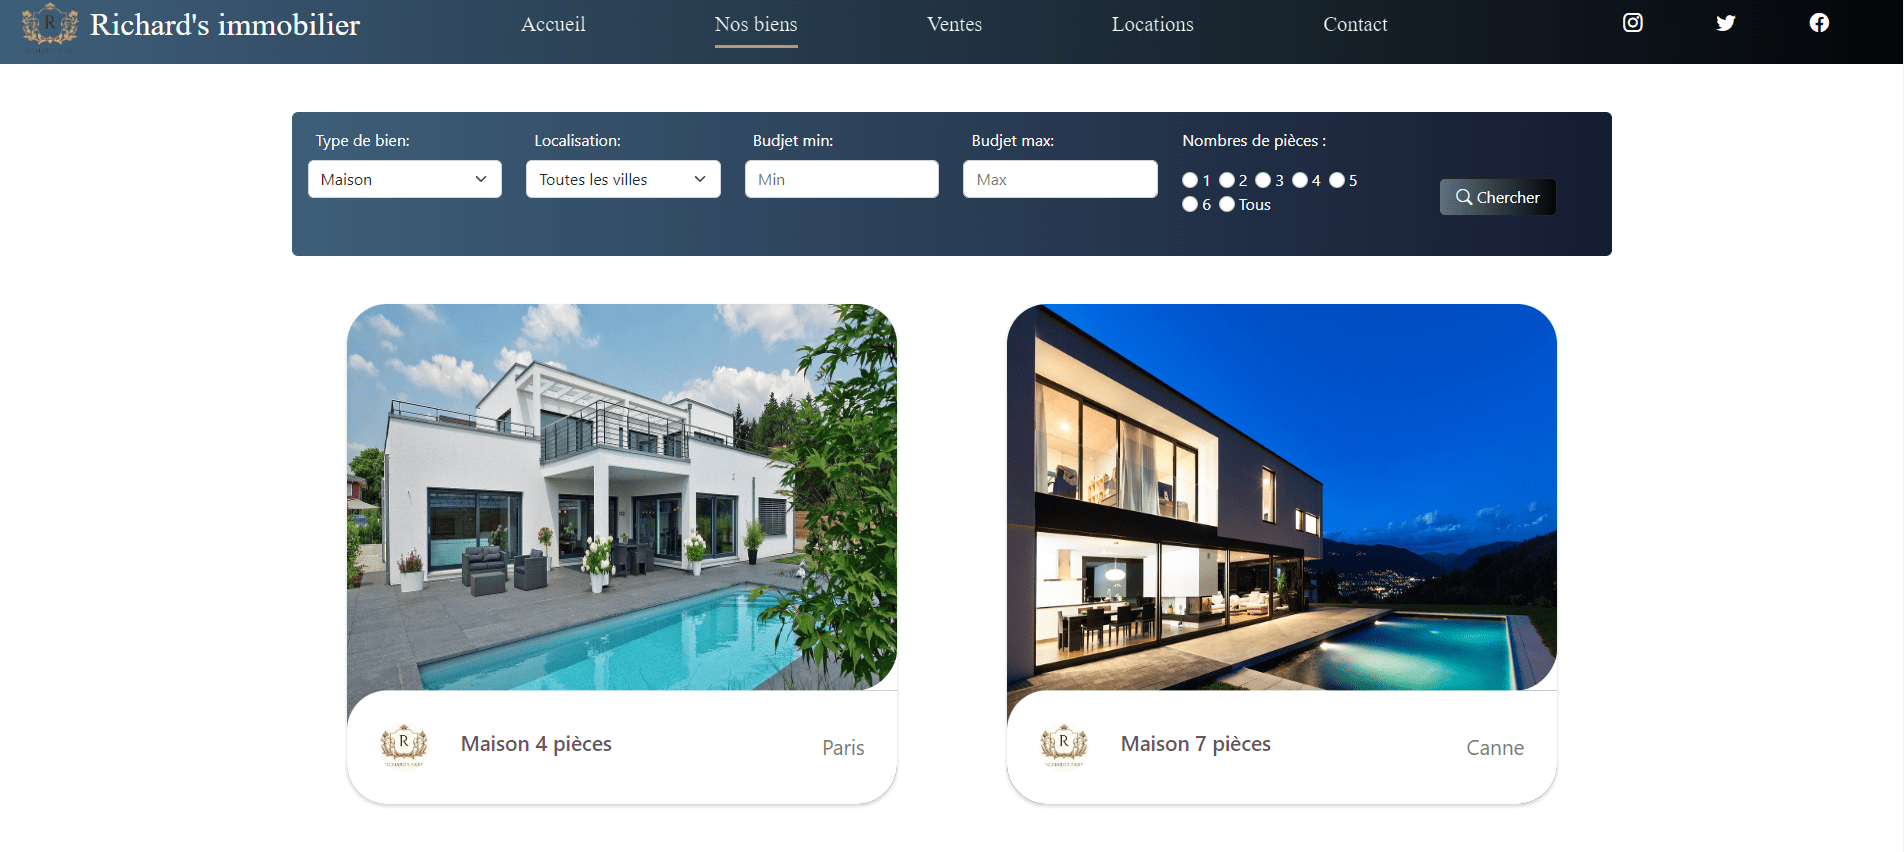 R
Richard's immobilier
Accueil
Nos biens
Ventes
Locations
Contact
Type de bien:
Localisation:
Budjet min:
Budjet max:
Nombres de pièces :
Maison
Toutes les villes
Min
Max
1 2 3 4 5
6 Tous
Chercher
R
Maison 4 pièces
Paris
R
Maison 7 pièces
Canne